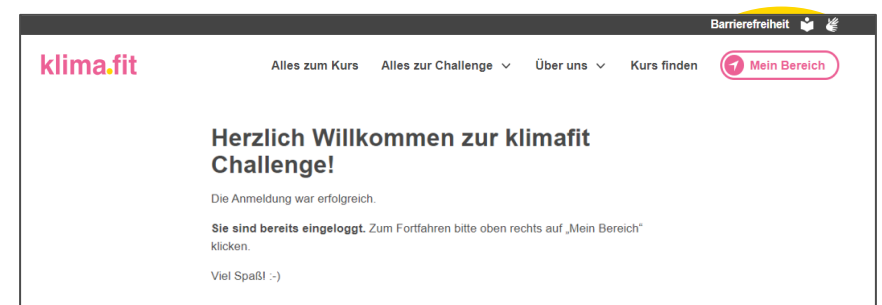 Barrierefreiheit
klima.fit
Alles zum Kurs Alles zur Challenge Über uns Kurs finden Mein Bereich
Herzlich Willkommen zur klimafit
Challenge!
Die Anmeldung war erfolgreich.
Sie sind bereits eingeloggt. Zum Fortfahren bitte oben rechts auf „Mein Bereich“
klicken.
Viel Spaß! :-)